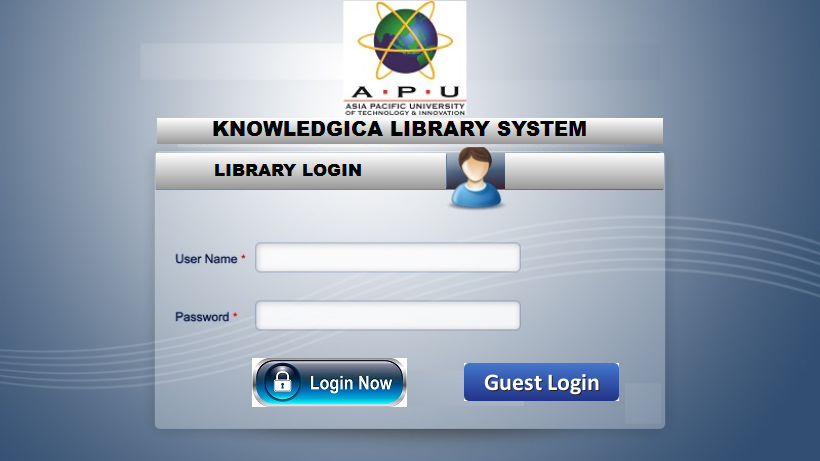 A·P·U
ASIA PACIFIC UNIVERSITY
OF TECHNOLOGY & INNOVATION
KNOWLEDGICA LIBRARY SYSTEM
LIBRARY LOGIN
User Name *
Password *
Login Now
Guest Login